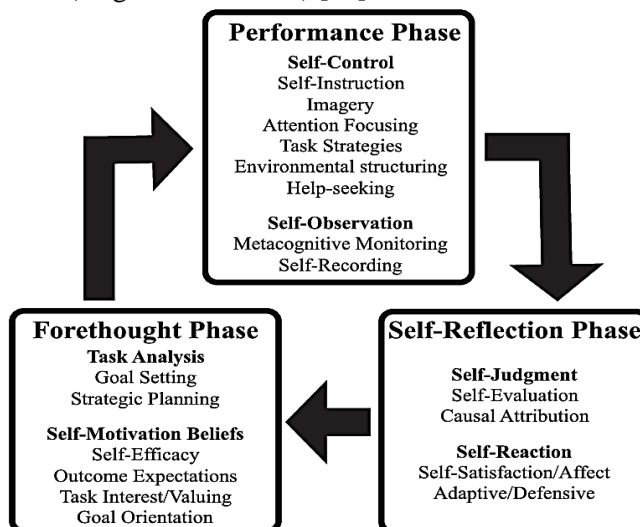 Performance Phase
Self-Control
Self-Instruction
Imagery
Attention Focusing
Task Strategies
Environmental structuring
Help-seeking
Self-Observation
Metacognitive Monitoring
Self-Recording
Forethought Phase
Task Analysis
Goal Setting
Strategic Planning
Self-Motivation Beliefs
Self-Efficacy
Outcome Expectations
Task Interest/Valuing
Goal Orientation
Self-Reflection Phase
Self-Judgment
Self-Evaluation
Causal Attribution
Self-Reaction
Self-Satisfaction/Affect
Adaptive/Defensive